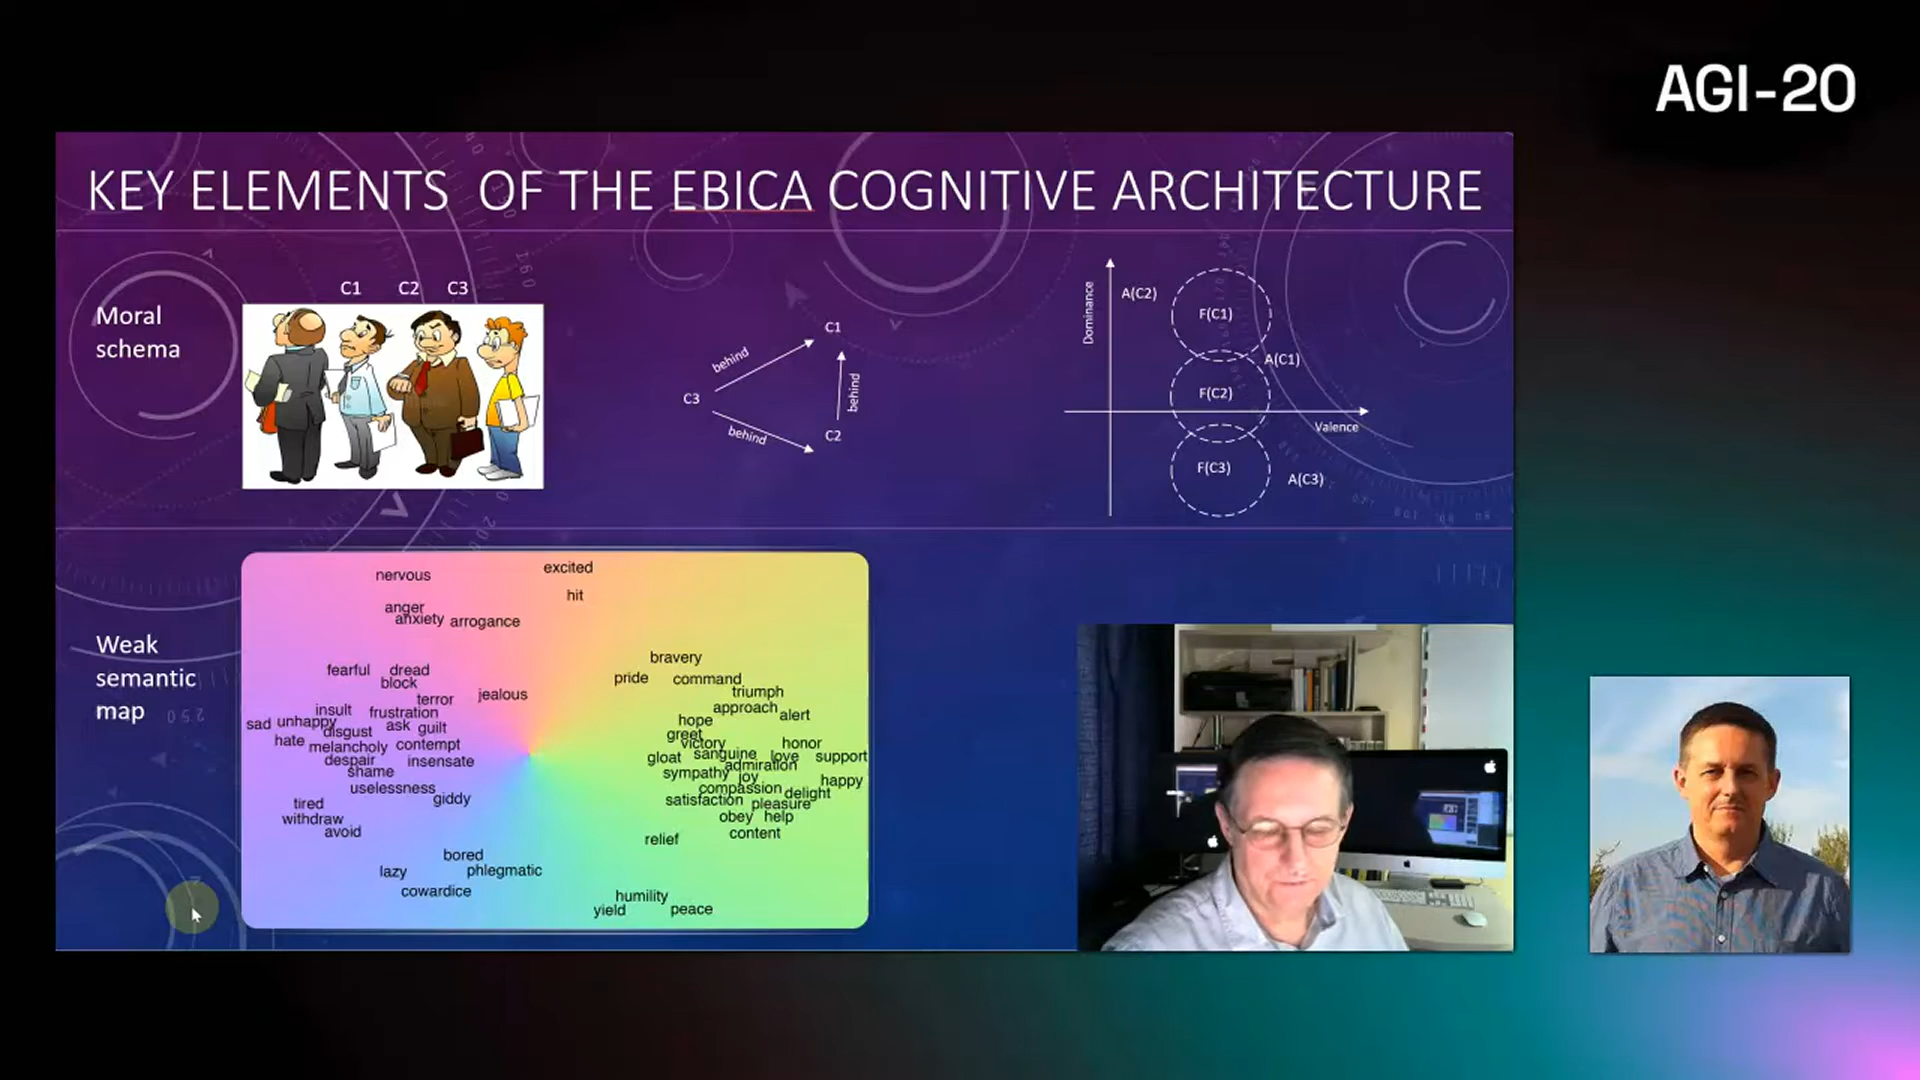 AGI-20
KEY ELEMENTS OF THE EBICA COGNITIVE ARCHITECTURE
Moral
schema
C1 C2 C3
C1
behind
behind
C3
behind
C2
Dominance
A(C2)
F(C1)
A(C1)
F(C2)
Valence
F(C3)
A(C3)
Weak
semantic
map
excited
nervous
hit
anger
anxiety arrogance
bravery
fearful dread
pride command
block
triumph
terror jealous
insult frustration
approach alert
sad unhappy ask guilt
hope
disgust
greet
hate melancholy contempt
victory honor
despair insensate
gloat sanguine love support
shame
admiration
sympathy joy happy
uselessness
compassion delight
giddy
satisfaction pleasure
tired
withdraw
obey help
avoid
content
relief
bored
lazy phlegmatic
cowardice
humility
yield peace